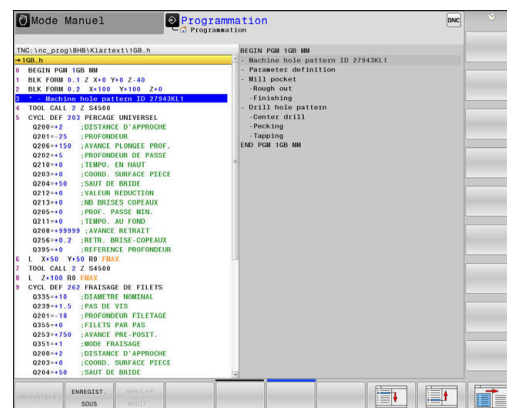 Mode Manuel
Programmation
Programmation
DNC
TNC:\nc_prog\BHB\Klartext\1GB.h
→1GB.h
0 BEGIN PGM 1GB MM
1 BLK FORM 0.1 Z X+0 Y+0 Z-40
2 BLK FORM 0.2 X+100 Y+100 Z+0
3 * - Machine hole pattern ID 27943KL1
4 TOOL CALL 2 Z S4500
5 CYCL DEF 203 PERCAGE UNIVERSEL
Q200=+2 ;DISTANCE D'APPROCHE
Q201=-25 ;PROFONDEUR
Q206=+150 ;AVANCE PLONGEE PROF.
Q202=+5 ;PROFONDEUR DE PASSE
Q210=+0 ;TEMPO. EN HAUT
Q203=+0 ;COORD. SURFACE PIECE
Q204=+50 ;SAUT DE BRIDE
Q212=+0 ;VALEUR REDUCTION
Q213=+0 ;NB BRISES COPEAUX
Q205=+0 ;PROF. PASSE MIN.
Q211=+0 ;TEMPO. AU FOND
Q208=+99999 ;AVANCE RETRAIT
Q256=+0.2 ;RETR. BRISE-COPEAUX
Q395=+0 ;REFERENCE PROFONDEUR
6 L X+50 Y+50 R0 FMAX
7 TOOL CALL 2 Z S4500
8 L Z+100 R0 FMAX
9 CYCL DEF 262 FRAISAGE DE FILETS
Q335=+10 ;DIAMETRE NOMINAL
Q239=+1.5 ;PAS DE VIS
Q201=-18 ;PROFONDEUR FILETAGE
Q355=+0 ;FILETS PAR PAS
Q253=+750 ;AVANCE PRE-POSIT.
Q351=+1 ;MODE FRAISAGE
Q200=+2 ;DISTANCE D'APPROCHE
Q203=+0 ;COORD. SURFACE PIECE
Q204=+50 ;SAUT DE BRIDE
BEGIN PGM 1GB MM
- Machine hole pattern ID 27943KL1
- Parameter definition
- Mill pocket
-Rough out
-Finishing
- Drill hole pattern
-Center drill
-Pecking
-Tapping
END PGM 1GB MM
ENREGIST.
SOUS